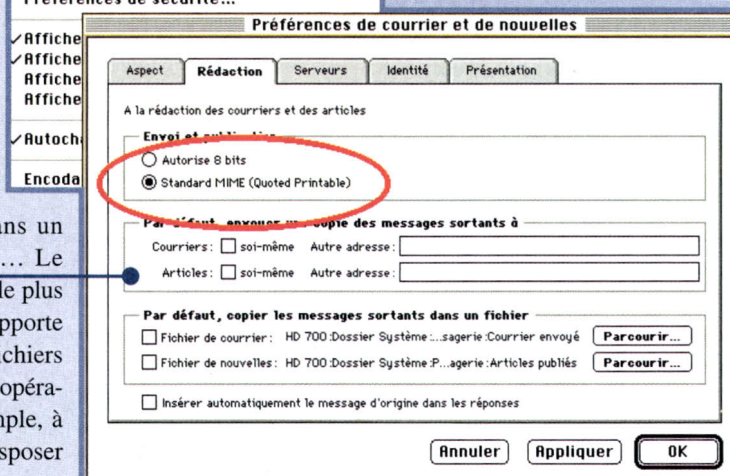 Préférences de sécurité...
✓Affiche
✓Affiche
Affiche
Affiche
✓Autoch
Encoda
Préférences de courrier et de nouvelles
Aspect Rédaction Serveurs Identité Présentation
A la rédaction des courriers et des articles
Envoi et publication
Autorise 8 bits
Standard MIME (Quoted Printable)
Par défaut, envoyer une copie des messages sortants à
Courriers : soi-même Autre adresse :
Articles : soi-même Autre adresse :
Par défaut, copier les messages sortants dans un fichier
Fichier de courrier : HD 700 :Dossier Système :...sagerie :Courrier envoyé Parcourir...
Fichier de nouvelles : HD 700 :Dossier Système :P...agerie :Articles publiés Parcourir...
Insérer automatiquement le message d'origine dans les réponses
Annuler Appliquer OK
ans un
... Le
le plus
pporte
chiers
opéra-
nple, à
sposer